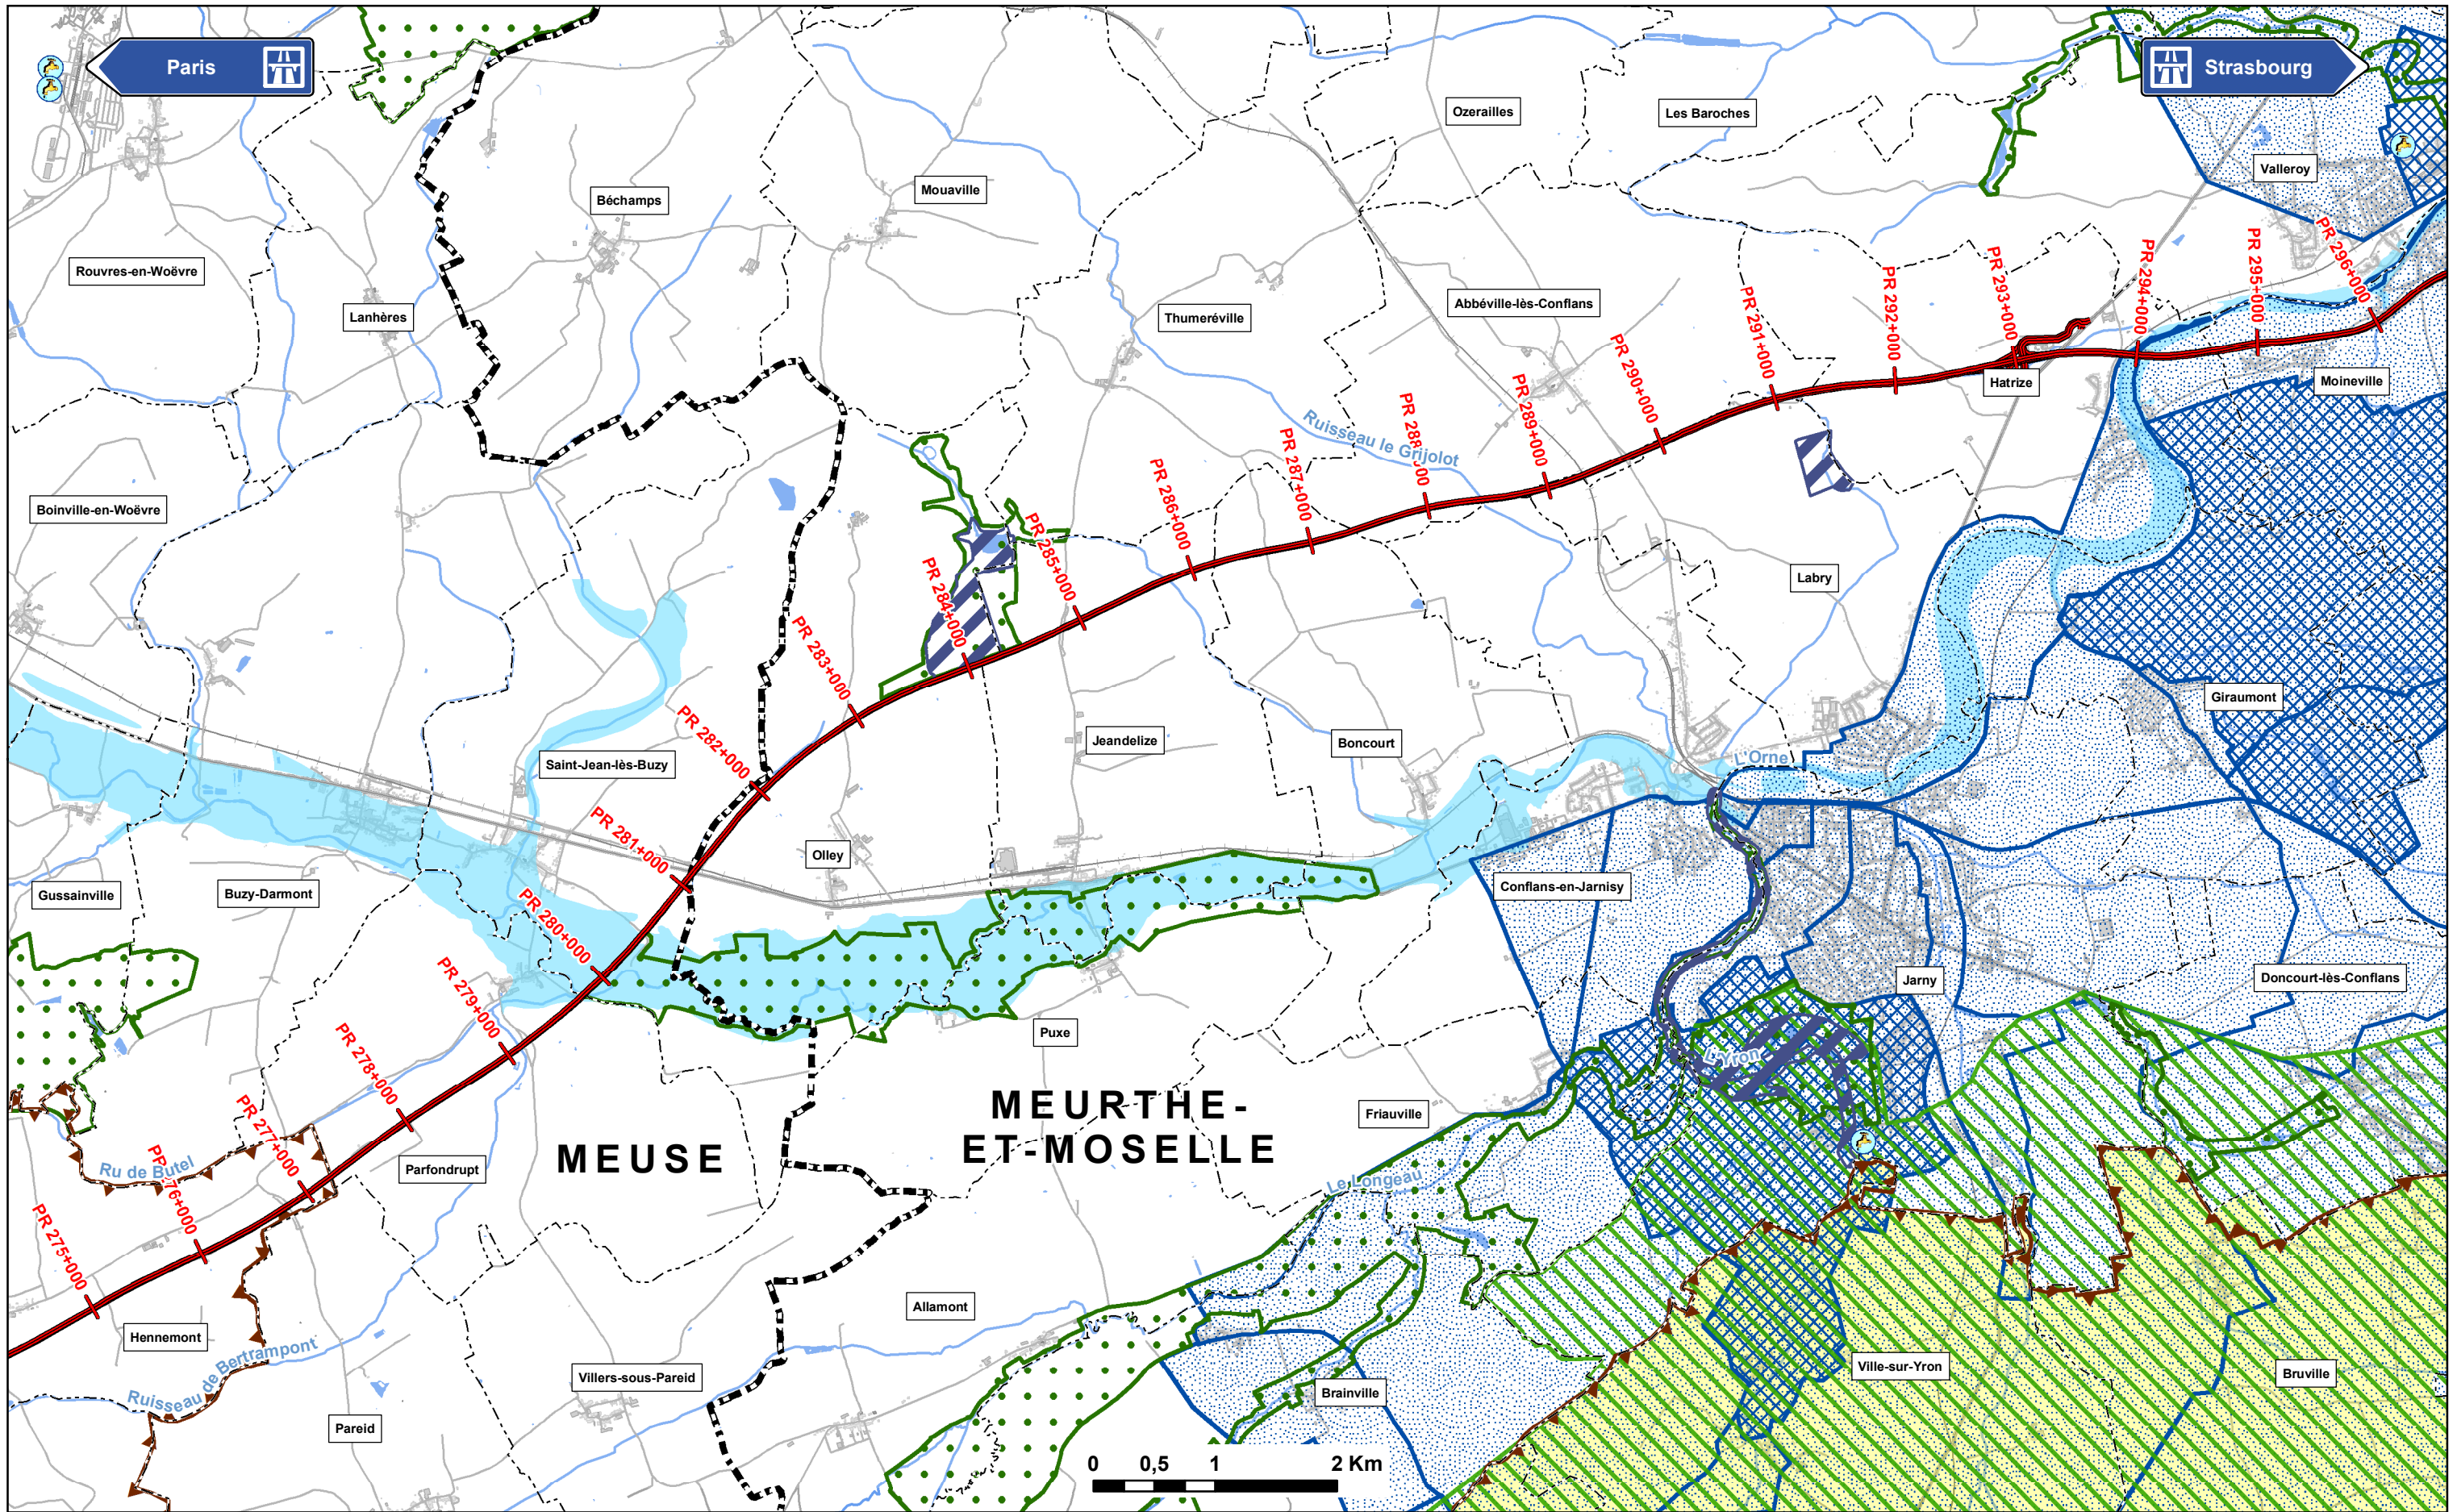 Paris
Strasbourg
Ozerailles
Les Baroches
Valleroy
Béchamps
Mouaville
Rouvres-en-Woëvre
Lanhères
Thumeréville
Abbéville-lès-Conflans
Hatrize
Moineville
Boinville-en-Woëvre
Ruisseau le Grijolot
Labry
Giraumont
Saint-Jean-lès-Buzy
Jeandelize
Boncourt
L'Orne
Olley
Gussainville
Buzy-Darmont
Conflans-en-Jarnisy
Jarny
Doncourt-lès-Conflans
Puxe
L'Yron
MEUSE
MEURTHE-
ET-MOSELLE
Friauville
Ru de Butel
Parfondrupt
Le Longeau
Allamont
Hennemont
Ruisseau de Bertrampont
Villers-sous-Pareid
Pareid
Brainville
Ville-sur-Yron
Bruville
PR 275+000
PR 277+000
PR 278+000
PR 279+000
PR 280+000
PR 281+000
PR 282+000
PR 283+000
PR 284+000
PR 285+000
PR 286+000
PR 287+000
PR 289+000
PR 290+000
PR 291+000
PR 292+000
PR 293+000
PR 294+000
PR 295+000
PR 296+000
0 0,5 1 2 Km